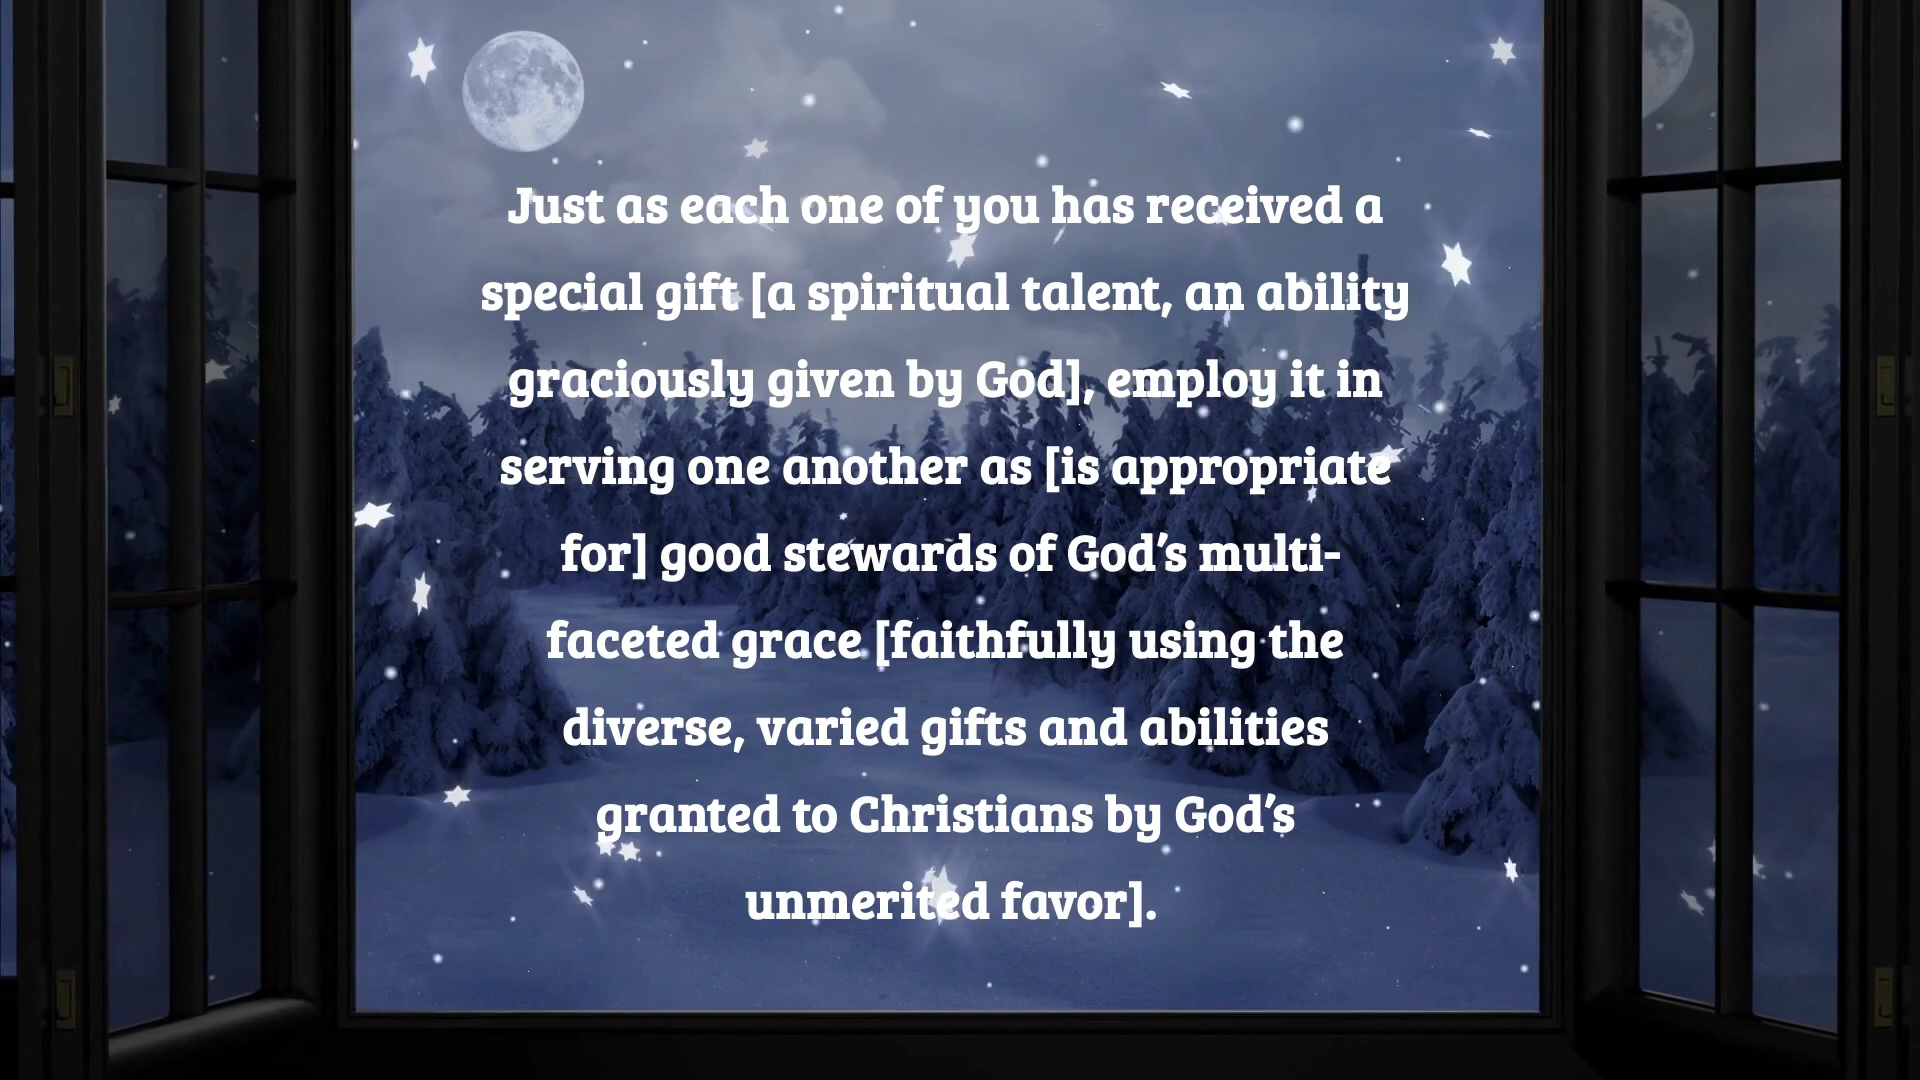 Just as each one of you has received a
special gift [a spiritual talent, an ability
graciously given by God], employ it in
serving one another as [is appropriate
for] good stewards of God’s multi-
faceted grace [faithfully using the
diverse, varied gifts and abilities
granted to Christians by God’s
unmerited favor].